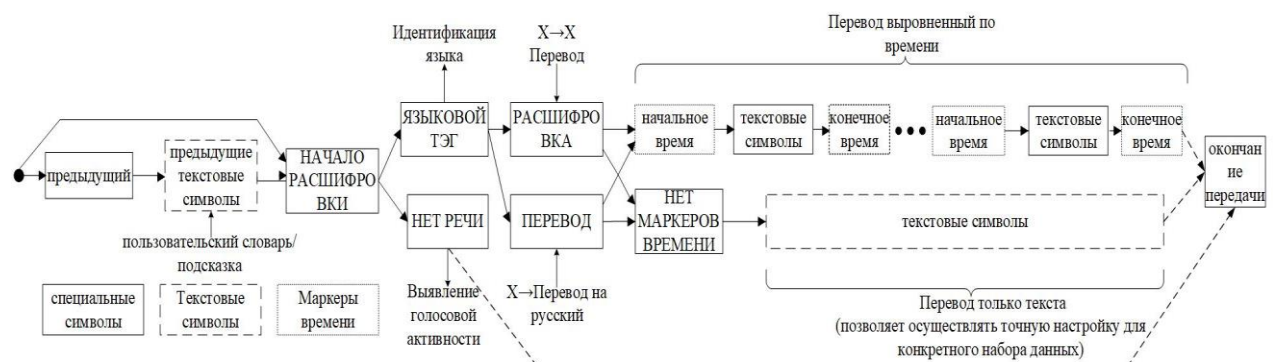 Идентификация
языка
X→X
Перевод
Перевод выровненный по
времени
предыдущий
предыдущие
текстовые
символы
пользовательский словарь/
подсказка
НАЧАЛО
РАСШИФРО
ВКИ
ЯЗЫКОВОЙ
ТЭГ
НЕТ РЕЧИ
Выявление
голосовой
активности
РАСШИФРО
ВКА
ПЕРЕВОД
X→Перевод на
русский
начальное
время
текстовые
символы
конечное
время
начальное
время
текстовые
символы
конечное
время
НЕТ
МАРКЕРОВ
ВРЕМЕНИ
текстовые символы
окончан
ие
передачи
Перевод только текста
(позволяет осуществлять точную настройку для
конкретного набора данных)
специальные
символы
Текстовые
символы
Маркеры
времени